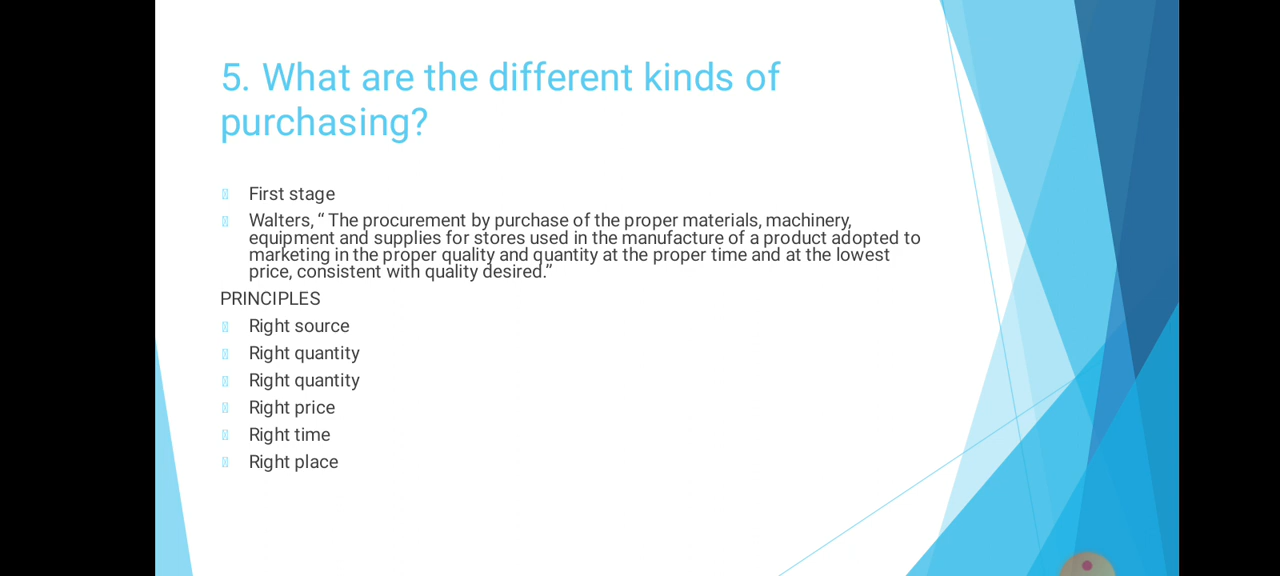 5. What are the different kinds of
purchasing?
First stage
Walters, “ The procurement by purchase of the proper materials, machinery,
equipment and supplies for stores used in the manufacture of a product adopted to
marketing in the proper quality and quantity at the proper time and at the lowest
price, consistent with quality desired.”
PRINCIPLES
Right source
Right quantity
Right quantity
Right price
Right time
Right place